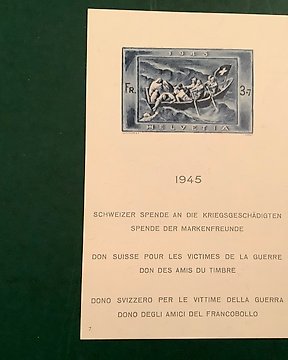 1945
FR. 3+7
HELVETIA
1945
SCHWEIZER SPENDE AN DIE KRIEGSGESCHÄDIGTEN
SPENDE DER MARKENFREUNDE
DON SUISSE POUR LES VICTIMES DE LA GUERRE
DON DES AMIS DU TIMBRE
DONO SVIZZERO PER LE VITTIME DELLA GUERRA
DONO DEGLI AMICI DEL FRANCOBOLLO
7